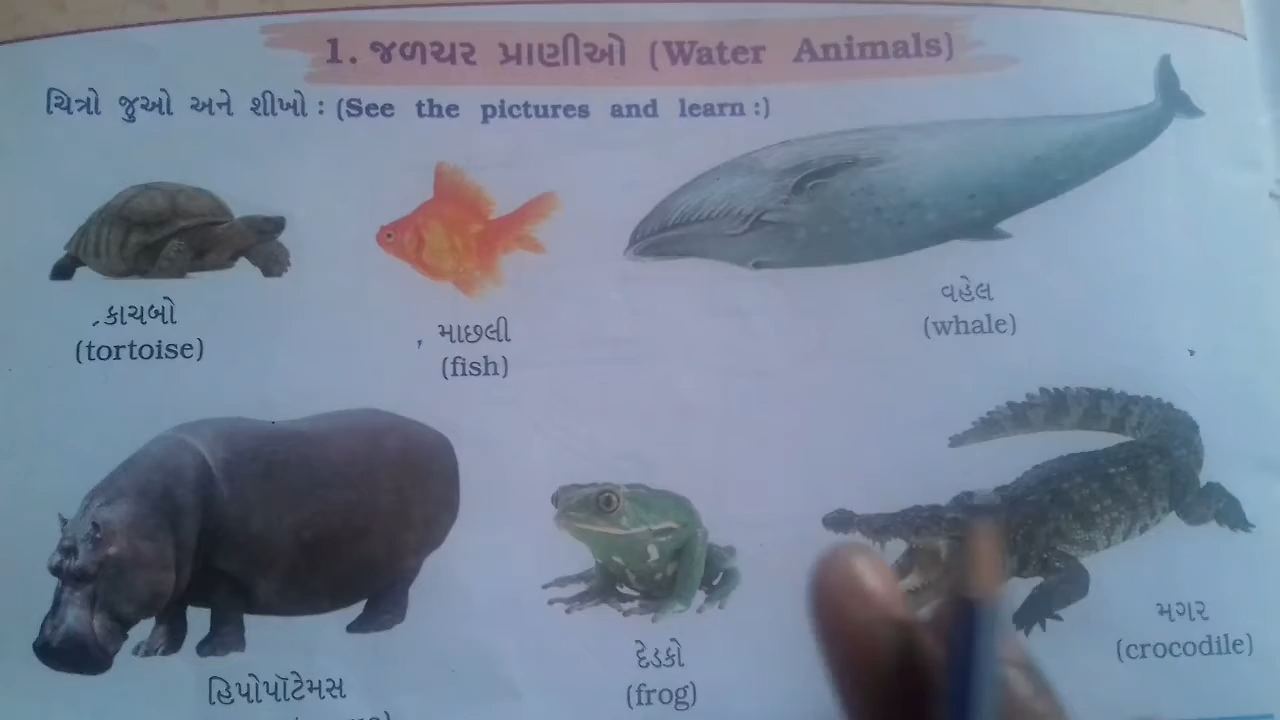 1. જળચર પ્રાણીઓ (Water Animals)
ચિત્રો જુઓ અને શીખો : (See the pictures and learn :)
કાચબો
(tortoise)
માછલી
(fish)
વહેલ
(whale)
હિપોપૉટેમસ
દેડકો
(frog)
મગર
(crocodile)